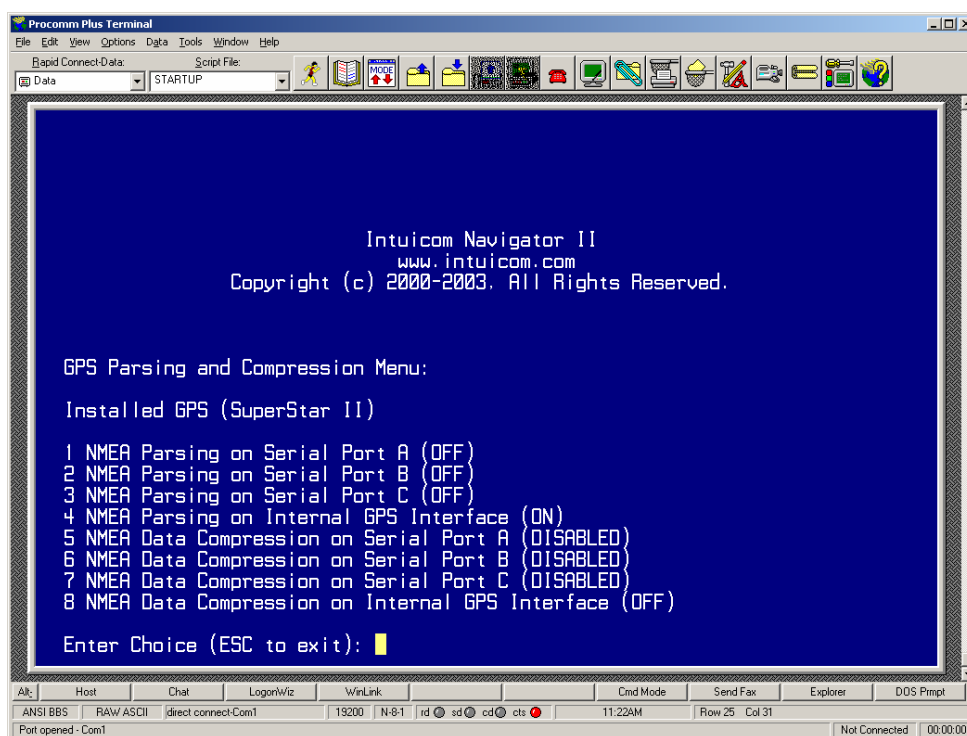 Procomm Plus Terminal
File Edit View Options Data Tools Window Help
Rapid Connect-Data: Script File:
Data STARTUP
MODE
Intuicom Navigator II
www.intuicom.com
Copyright (c) 2000-2003. All Rights Reserved.
GPS Parsing and Compression Menu:
Installed GPS (SuperStar II)
1 NMEA Parsing on Serial Port A (OFF)
2 NMEA Parsing on Serial Port B (OFF)
3 NMEA Parsing on Serial Port C (OFF)
4 NMEA Parsing on Internal GPS Interface (ON)
5 NMEA Data Compression on Serial Port A (DISABLED)
6 NMEA Data Compression on Serial Port B (DISABLED)
7 NMEA Data Compression on Serial Port C (DISABLED)
8 NMEA Data Compression on Internal GPS Interface (OFF)
Enter Choice (ESC to exit):
Alt: Host Chat LogonWiz WinLink Cmd Mode Send Fax Explorer DOS Prmpt
ANSI BBS RAW ASCII direct connect-Com1 19200 N-8-1 rd sd cd cts 11:22AM Row 25 Col 31
Port opened - Com1 Not Connected 00:00:00